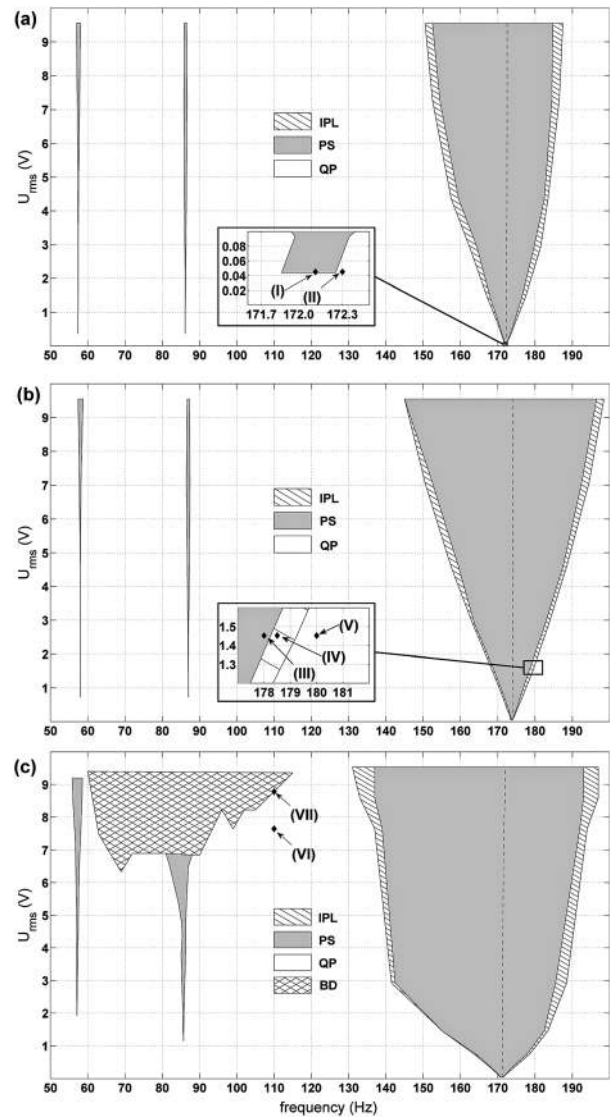 (a)
9
8
7
6
5
4
3
2
1
U_rms (V)
IPL
PS
QP
0.08
0.06
0.04
0.02
(I)
(II)
171.7 172.0 172.3
50 60 70 80 90 100 110 120 130 140 150 160 170 180 190
(b)
9
8
7
6
5
4
3
2
1
U_rms (V)
IPL
PS
QP
1.5
1.4
1.3
(V)
(IV)
(III)
178 179 180 181
50 60 70 80 90 100 110 120 130 140 150 160 170 180 190
(c)
9
8
7
6
5
4
3
2
1
U_rms (V)
(VII)
(VI)
IPL
PS
QP
BD
50 60 70 80 90 100 110 120 130 140 150 160 170 180 190
frequency (Hz)